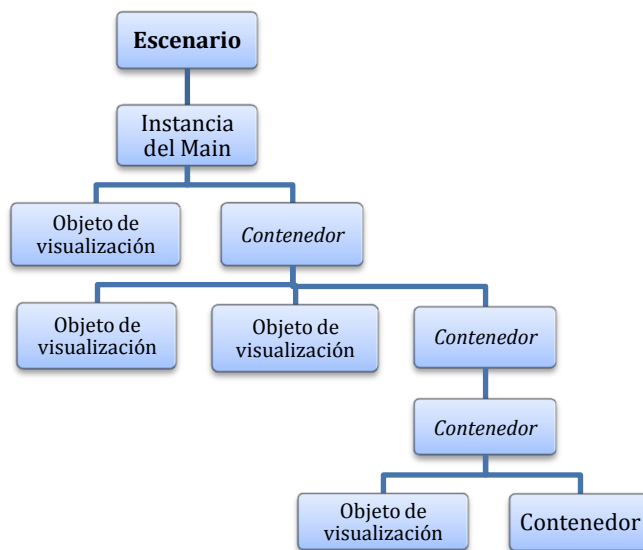 Escenario
Instancia
del Main
Objeto de
visualización
Contenedor
Objeto de
visualización
Objeto de
visualización
Contenedor
Contenedor
Objeto de
visualización
Contenedor